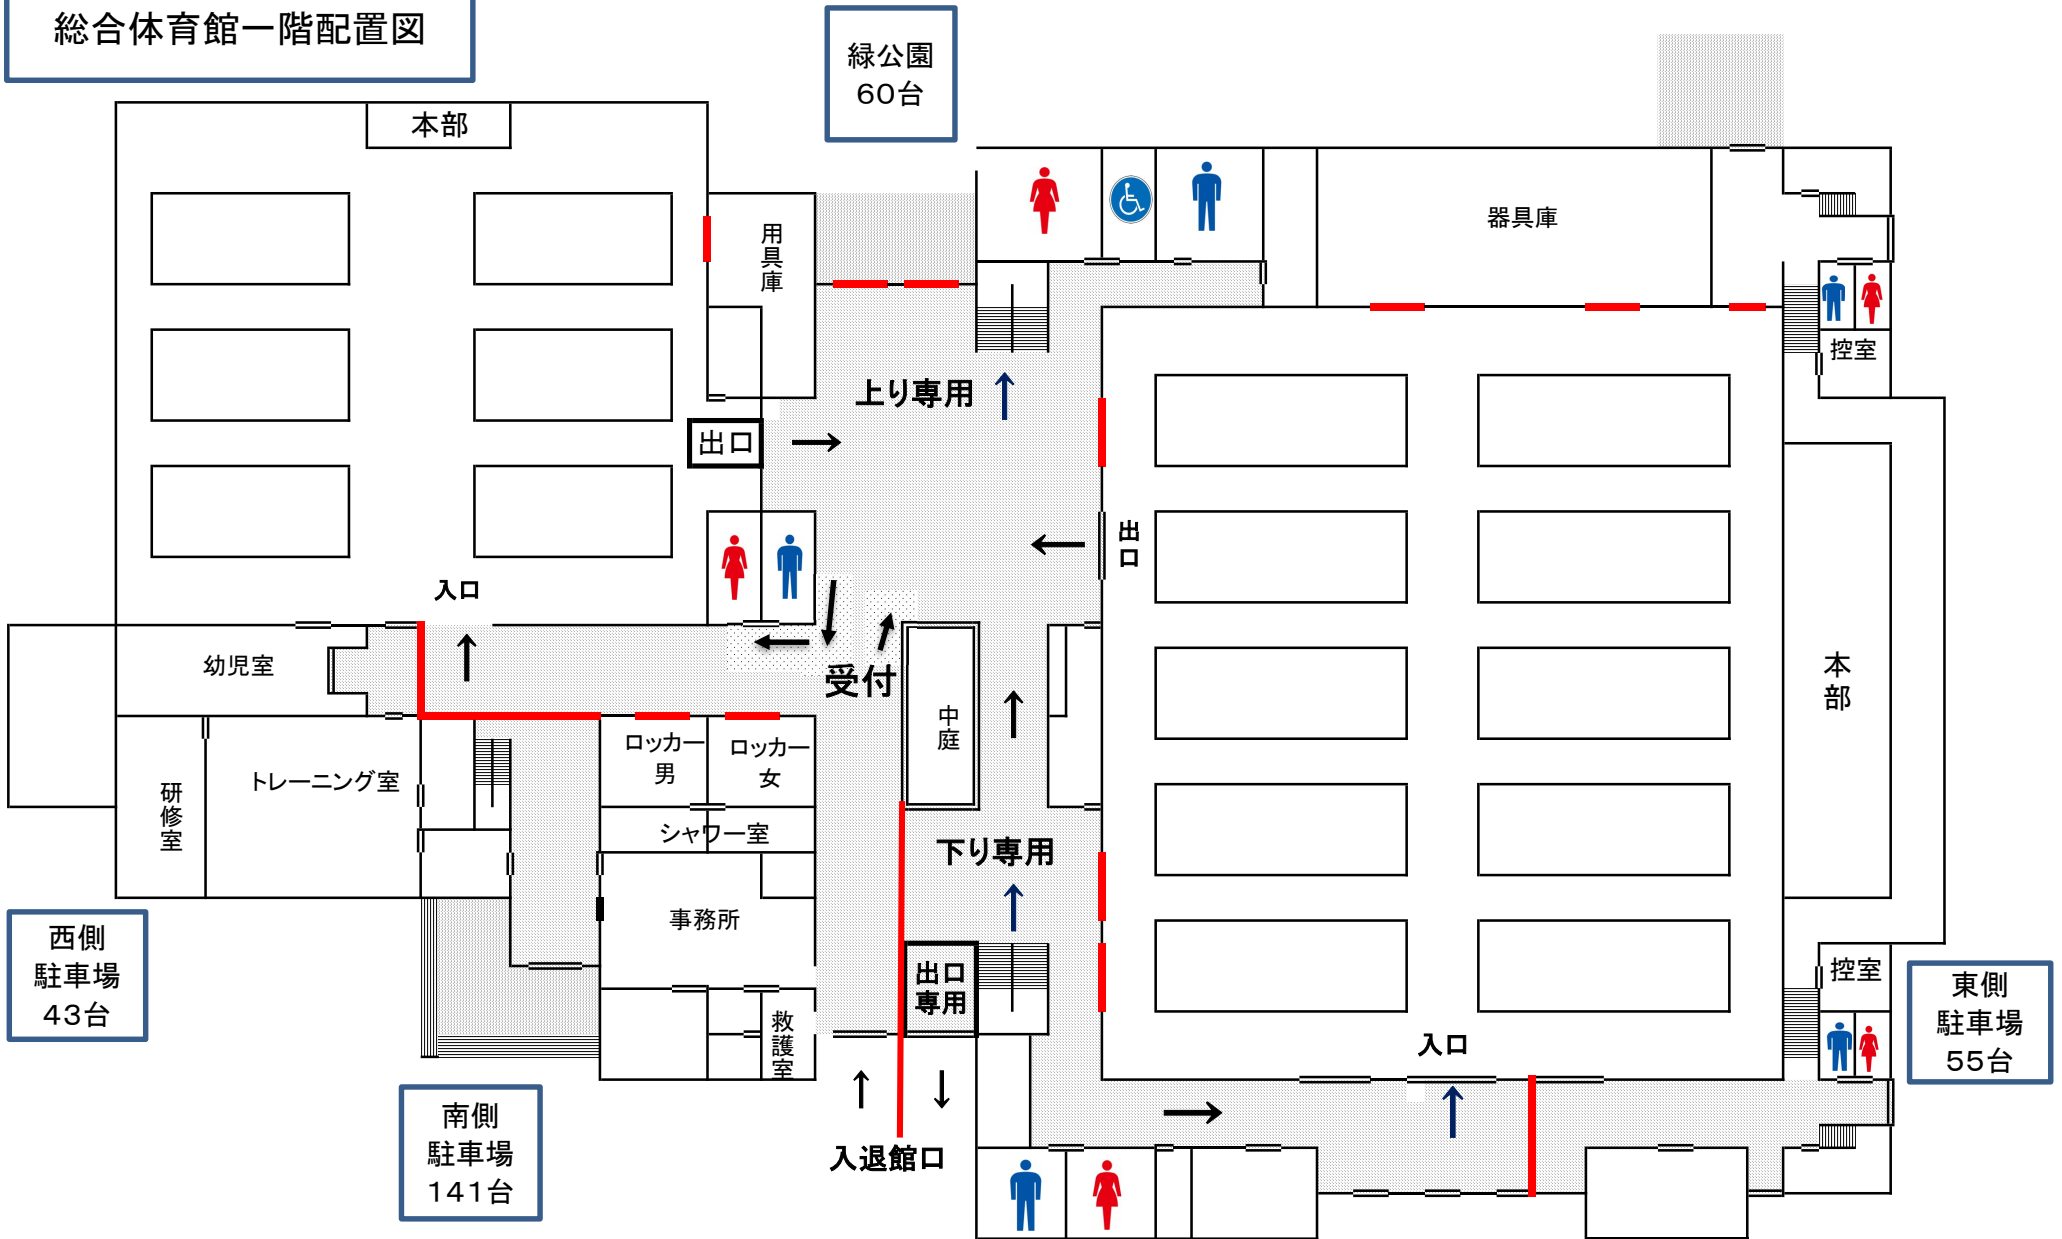 総合体育館一階配置図
緑公園
60台
本部
用
具
庫
器具庫
控室
上り専用
出口
出
口
入口
幼児室
受付
中
庭
本
部
ロッカー
男
ロッカー
女
研
修
室
トレーニング室
シャワー室
下り専用
事務所
西側
駐車場
43台
出口
専用
控室
東側
駐車場
55台
救
護
室
入口
南側
駐車場
141台
入退館口